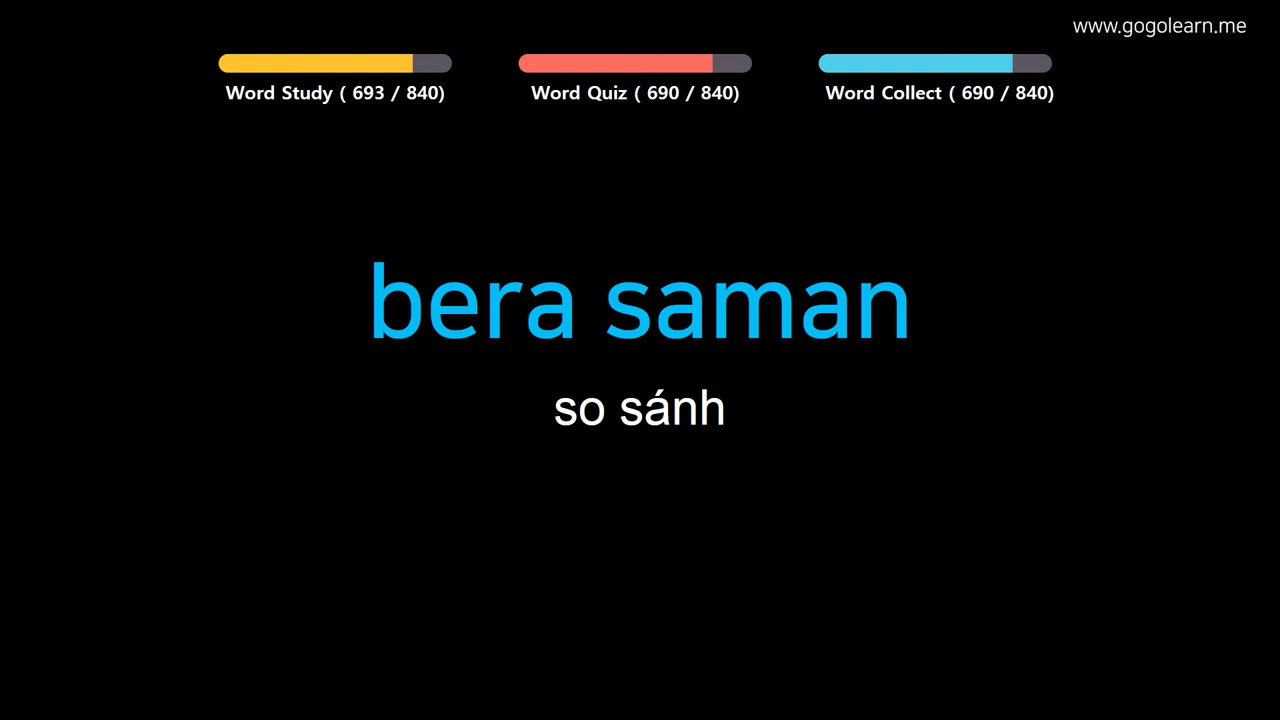 www.gogolearn.me
Word Study ( 693 / 840)
Word Quiz ( 690 / 840)
Word Collect ( 690 / 840)
bera saman
so sánh